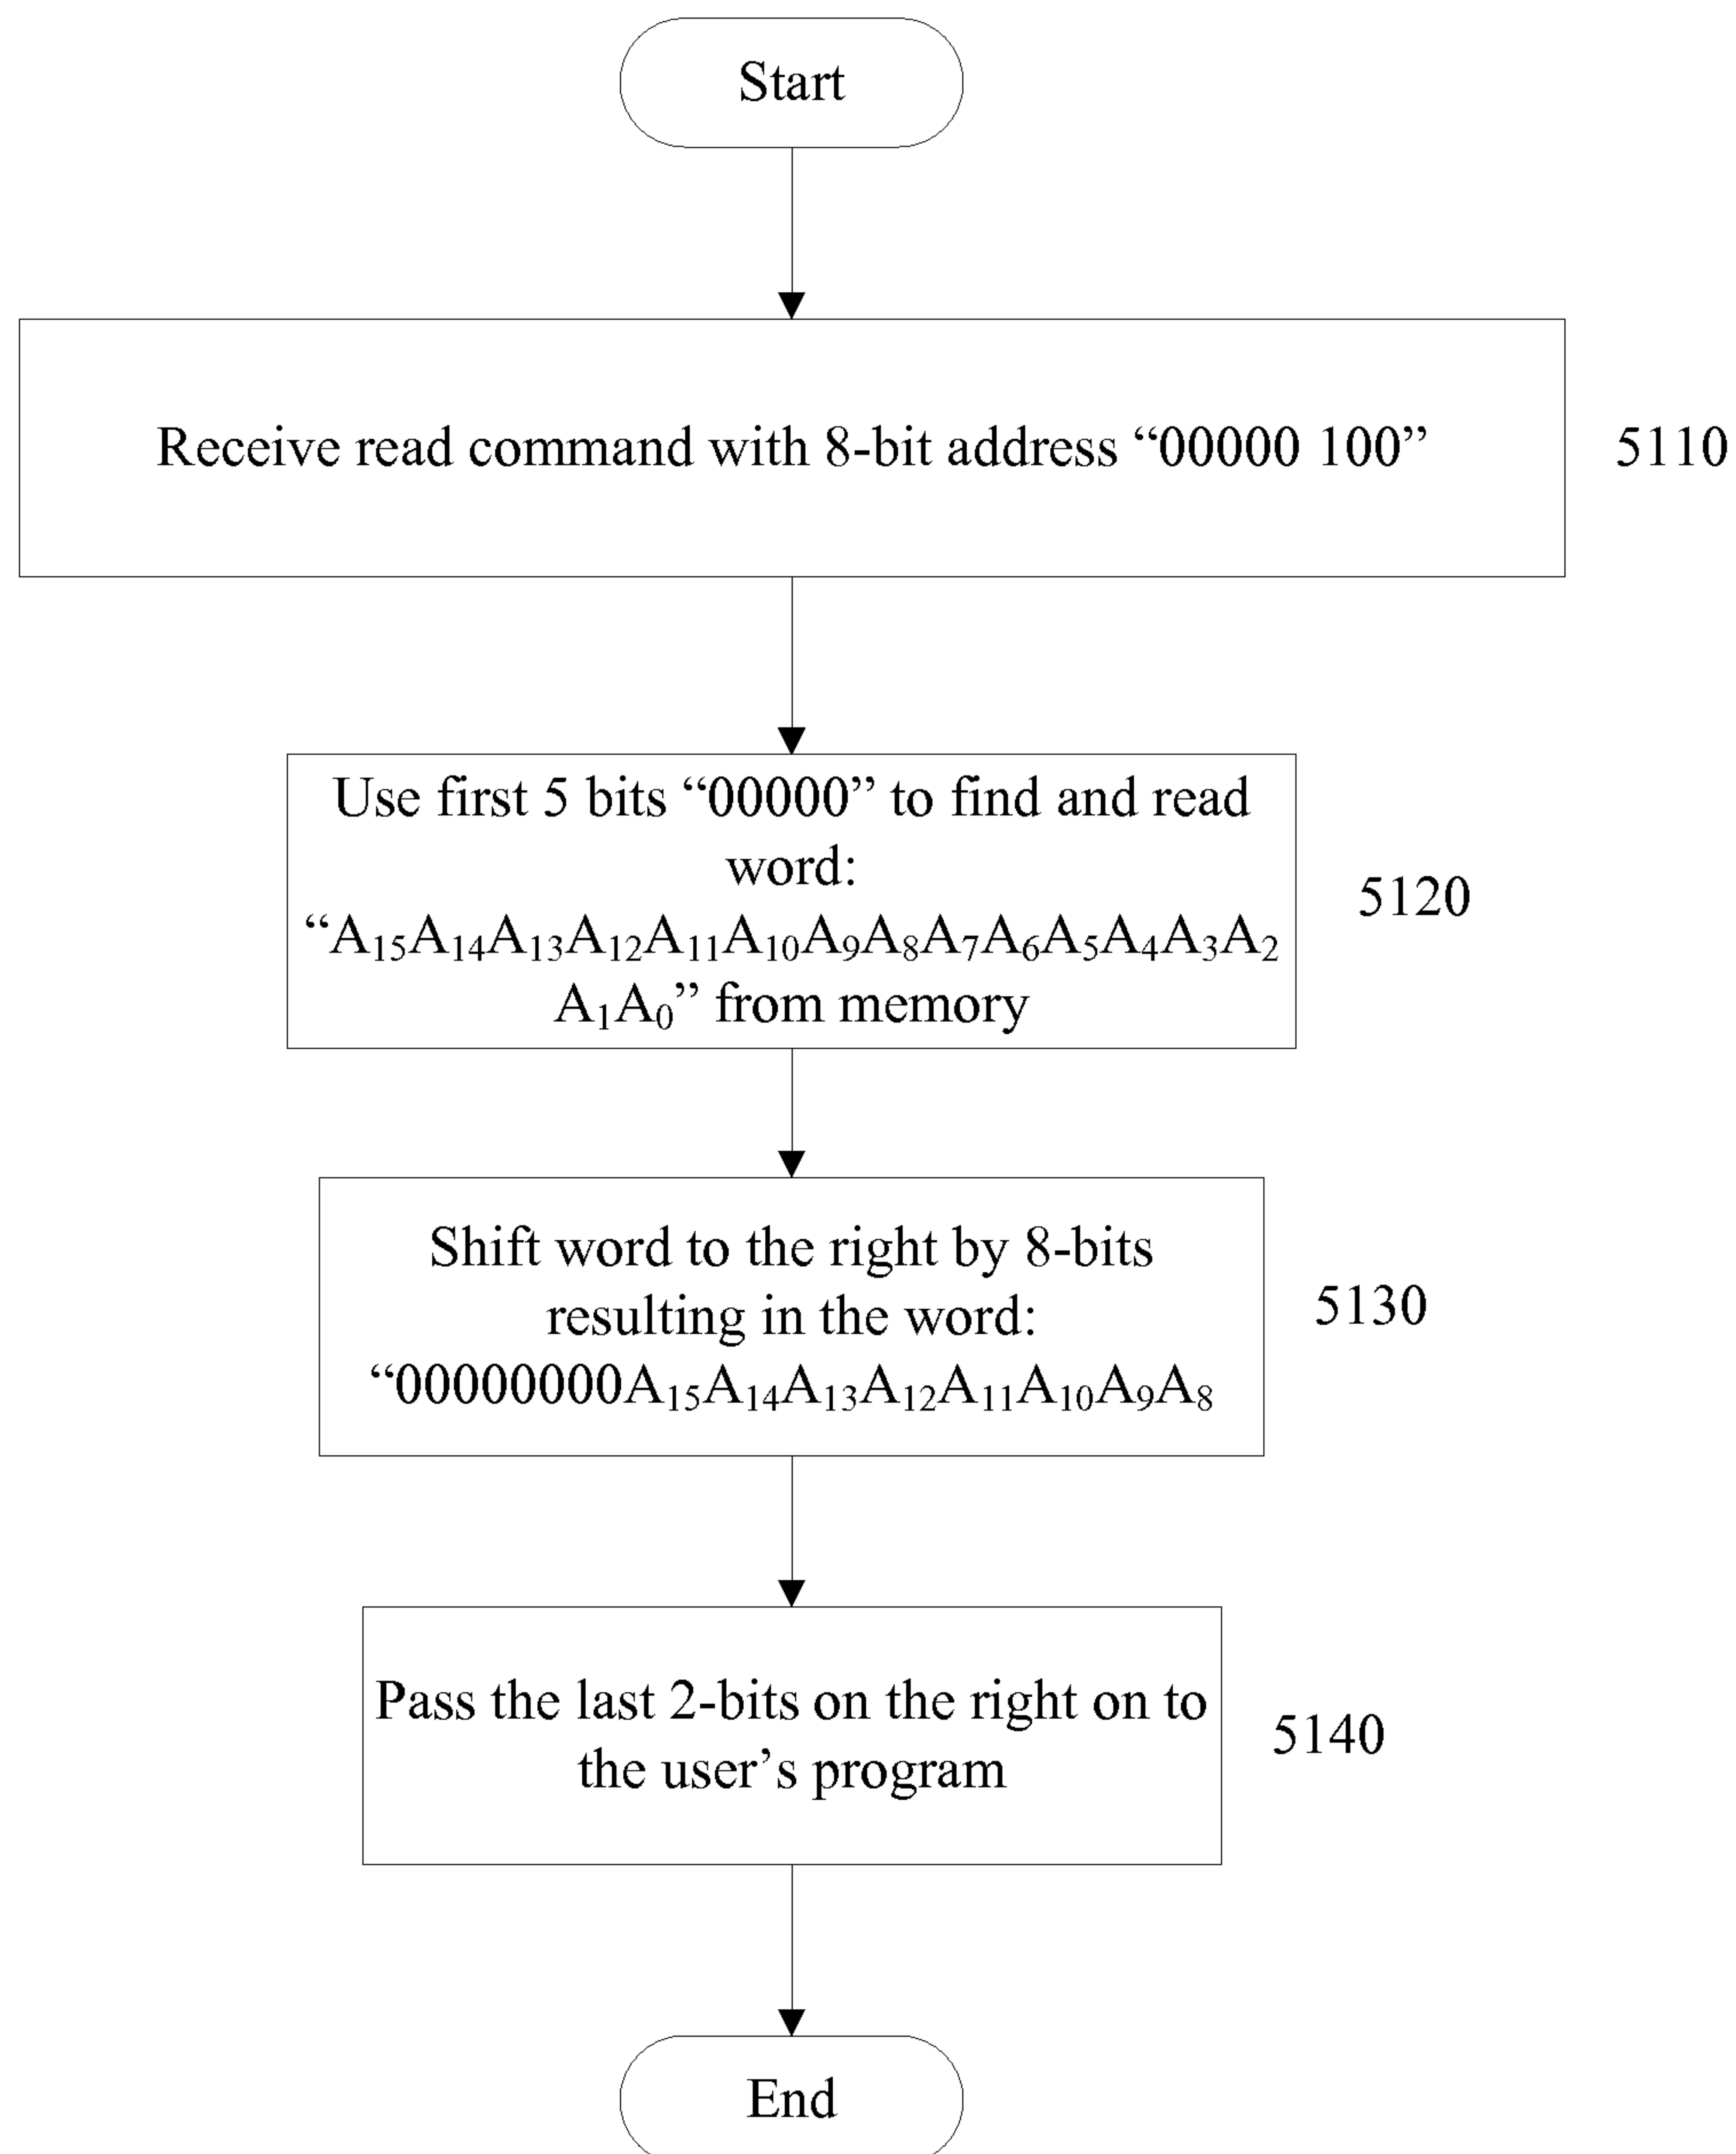 Start
Receive read command with 8-bit address “00000 100”
5110
Use first 5 bits “00000” to find and read
word:
“A₁₅A₁₄A₁₃A₁₂A₁₁A₁₀A₉A₈A₇A₆A₅A₄A₃A₂
A₁A₀” from memory
5120
Shift word to the right by 8-bits
resulting in the word:
“00000000A₁₅A₁₄A₁₃A₁₂A₁₁A₁₀A₉A₈
5130
Pass the last 2-bits on the right on to
the user’s program
5140
End